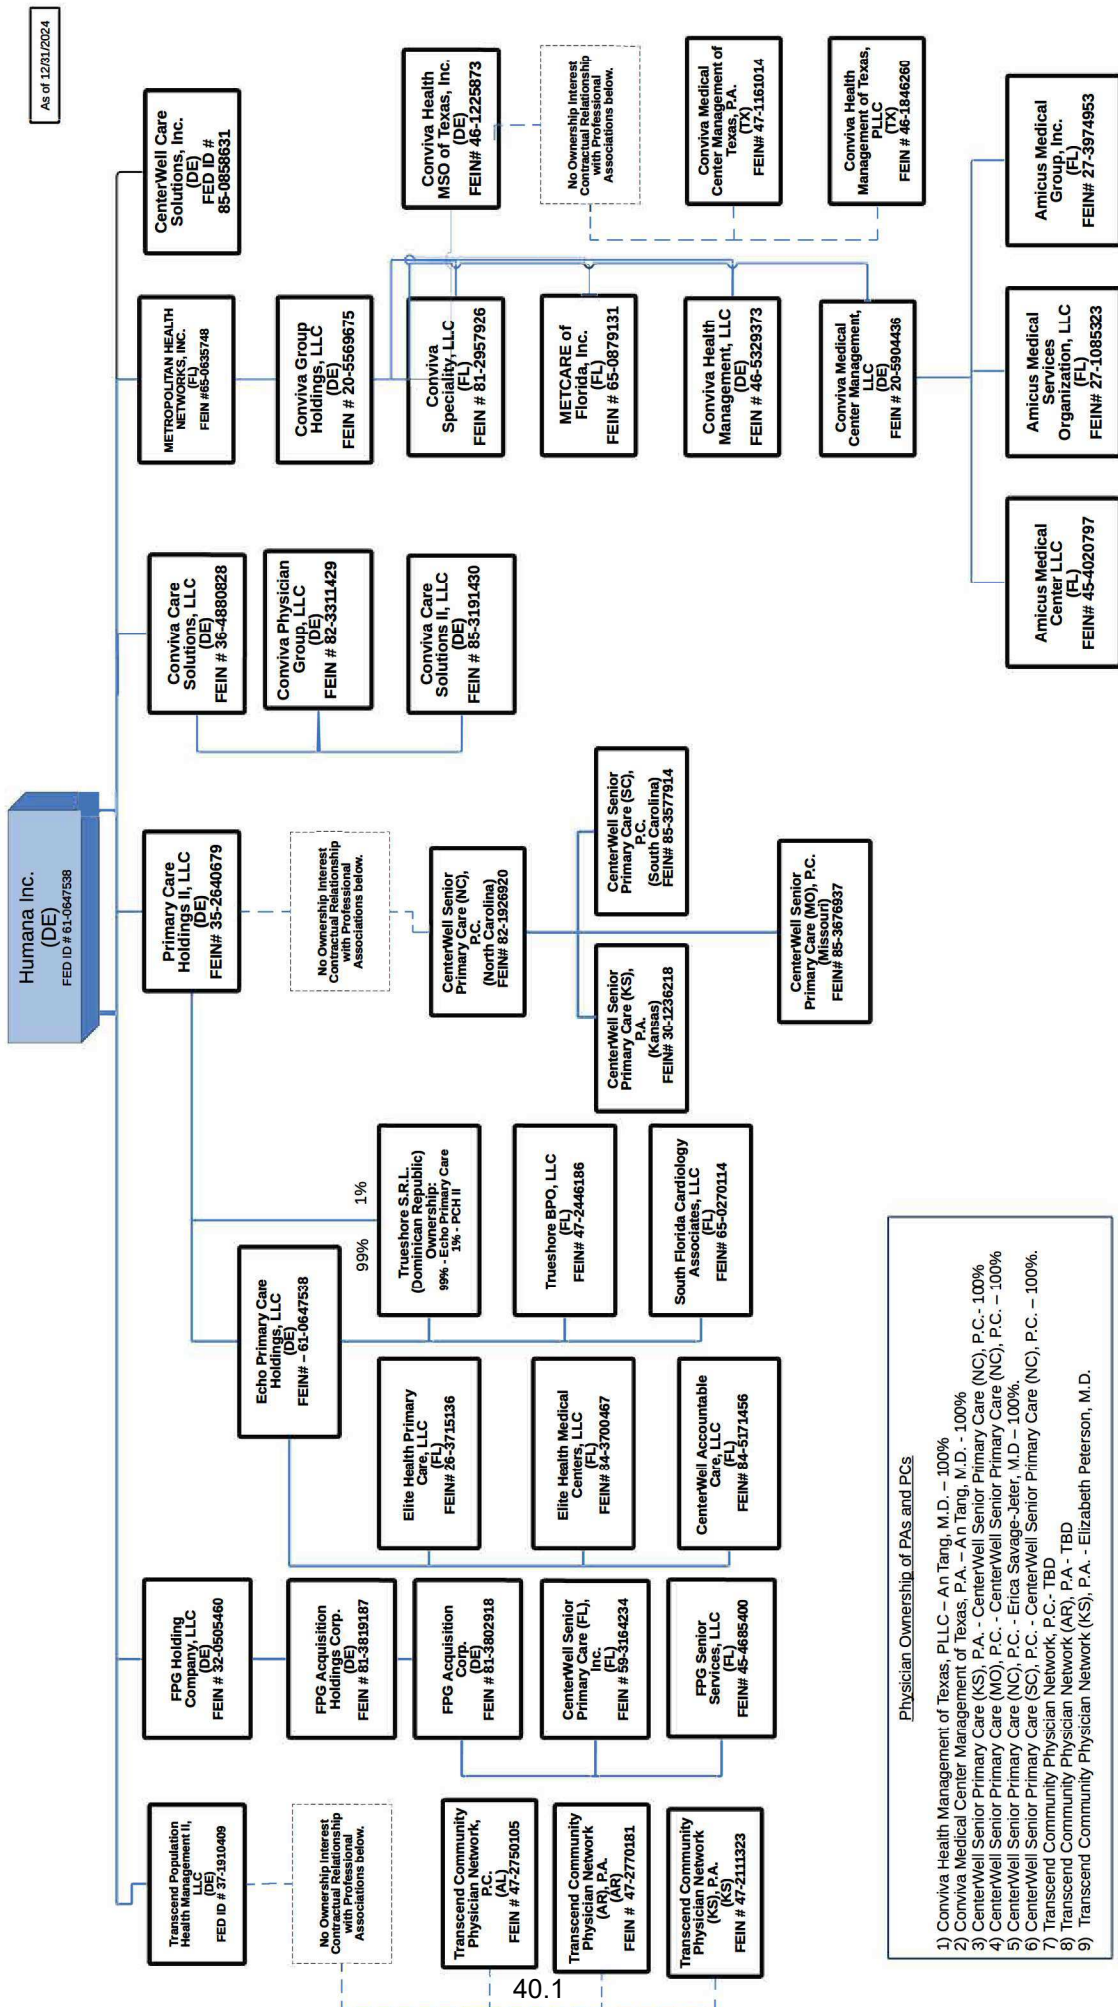 As of 12/31/2024
Humana Inc.
(DE)
FED ID # 61-0647538
Transcend Population
Health Management II,
LLC
(DE)
FED ID # 37-1910409
No Ownership Interest
Contractual Relationship
with Professional
Associations below.
Transcend Community
Physician Network,
P.C.
(AL)
FEIN # 47-2750105
Transcend Community
Physician Network
(AR), P.A.
(AR)
FEIN # 47-2770181
Transcend Community
Physician Network
(KS), P.A.
(KS)
FEIN # 47-2111323
FPG Holding
Company, LLC
(DE)
FEIN # 32-0505460
FPG Acquisition
Holdings Corp.
(DE)
FEIN # 81-3819187
FPG Acquisition
Corp.
(DE)
FEIN # 81-3802918
CenterWell Senior
Primary Care (FL),
Inc.
(FL)
FEIN # 59-3164234
FPG Senior
Services, LLC
(FL)
FEIN# 45-4685400
Echo Primary Care
Holdings, LLC
(DE)
FEIN# – 61-0647538
Elite Health Primary
Care, LLC
(FL)
FEIN# 26-3715136
Elite Health Medical
Centers, LLC
(FL)
FEIN# 84-3700467
CenterWell Accountable
Care, LLC
(FL)
FEIN# 84-5171456
99%
1%
Trueshore S.R.L.
(Dominican Republic)
Ownership:
99% - Echo Primary Care
1% - PCH II
Trueshore BPO, LLC
(FL)
FEIN# 47-2446186
South Florida Cardiology
Associates, LLC
(FL)
FEIN# 65-0270114
Primary Care
Holdings II, LLC
(DE)
FEIN# 35-2640679
No Ownership Interest
Contractual Relationship
with Professional
Associations below.
CenterWell Senior
Primary Care (NC),
P.C.
(North Carolina)
FEIN# 82-1926920
CenterWell Senior
Primary Care (KS),
P.A.
(Kansas)
FEIN# 30-1236218
CenterWell Senior
Primary Care (SC),
P.C.
(South Carolina)
FEIN# 85-3577914
CenterWell Senior
Primary Care (MO), P.C.
(Missouri)
FEIN# 85-3676937
Conviva Care
Solutions, LLC
(DE)
FEIN # 36-4880828
Conviva Physician
Group, LLC
(DE)
FEIN # 82-3311429
Conviva Care
Solutions II, LLC
(DE)
FEIN # 85-3191430
METROPOLITAN HEALTH
NETWORKS, INC.
(FL)
FEIN #65-0635748
Conviva Group
Holdings, LLC
(DE)
FEIN # 20-5569675
Conviva
Speciality, LLC
(FL)
FEIN # 81-2957926
METCARE of
Florida, Inc.
(FL)
FEIN # 65-0879131
Conviva Health
Management, LLC
(DE)
FEIN # 46-5329373
Conviva Medical
Center Management,
LLC
(DE)
FEIN # 20-5904436
Amicus Medical
Center LLC
(FL)
FEIN# 45-4020797
Amicus Medical
Services
Organization, LLC
(FL)
FEIN# 27-1085323
Amicus Medical
Group, Inc.
(FL)
FEIN# 27-3974953
CenterWell Care
Solutions, Inc.
(DE)
FED ID #
85-0858631
Conviva Health
MSO of Texas, Inc.
(DE)
FEIN# 46-1225873
No Ownership Interest
Contractual Relationship
with Professional
Associations below.
Conviva Medical
Center Management of
Texas, P.A.
(TX)
FEIN# 47-1161014
Conviva Health
Management of Texas,
PLLC
(TX)
FEIN # 46-1846260
Physician Ownership of PAs and PCs
1) Conviva Health Management of Texas, PLLC – An Tang, M.D. – 100%
2) Conviva Medical Center Management of Texas, P.A. – An Tang, M.D. - 100%
3) CenterWell Senior Primary Care (KS), P.A. - CenterWell Senior Primary Care (NC), P.C.- 100%
4) CenterWell Senior Primary Care (MO), P.C. - CenterWell Senior Primary Care (NC), P.C. – 100%
5) CenterWell Senior Primary Care (NC), P.C. - Erica Savage-Jeter, M.D – 100%.
6) CenterWell Senior Primary Care (SC), P.C. - CenterWell Senior Primary Care (NC), P.C. – 100%.
7) Transcend Community Physician Network, P.C.- TBD
8) Transcend Community Physician Network (AR), P.A - TBD
9) Transcend Community Physician Network (KS), P.A. - Elizabeth Peterson, M.D.
40.1